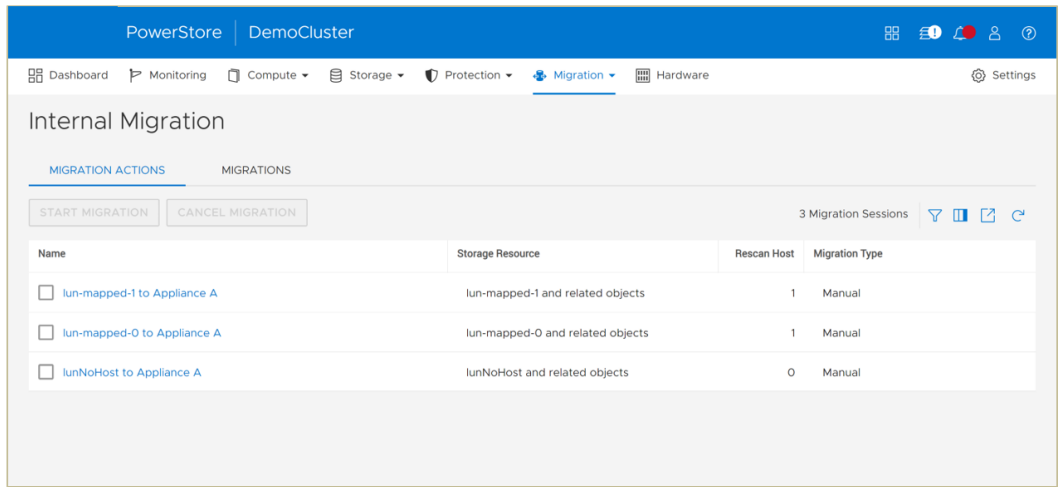 PowerStore DemoCluster
Dashboard Monitoring Compute Storage Protection Migration Hardware Settings
Internal Migration
MIGRATION ACTIONS MIGRATIONS
START MIGRATION CANCEL MIGRATION 3 Migration Sessions
Name Storage Resource Rescan Host Migration Type
lun-mapped-1 to Appliance A lun-mapped-1 and related objects 1 Manual
lun-mapped-0 to Appliance A lun-mapped-0 and related objects 1 Manual
lunNoHost to Appliance A lunNoHost and related objects 0 Manual